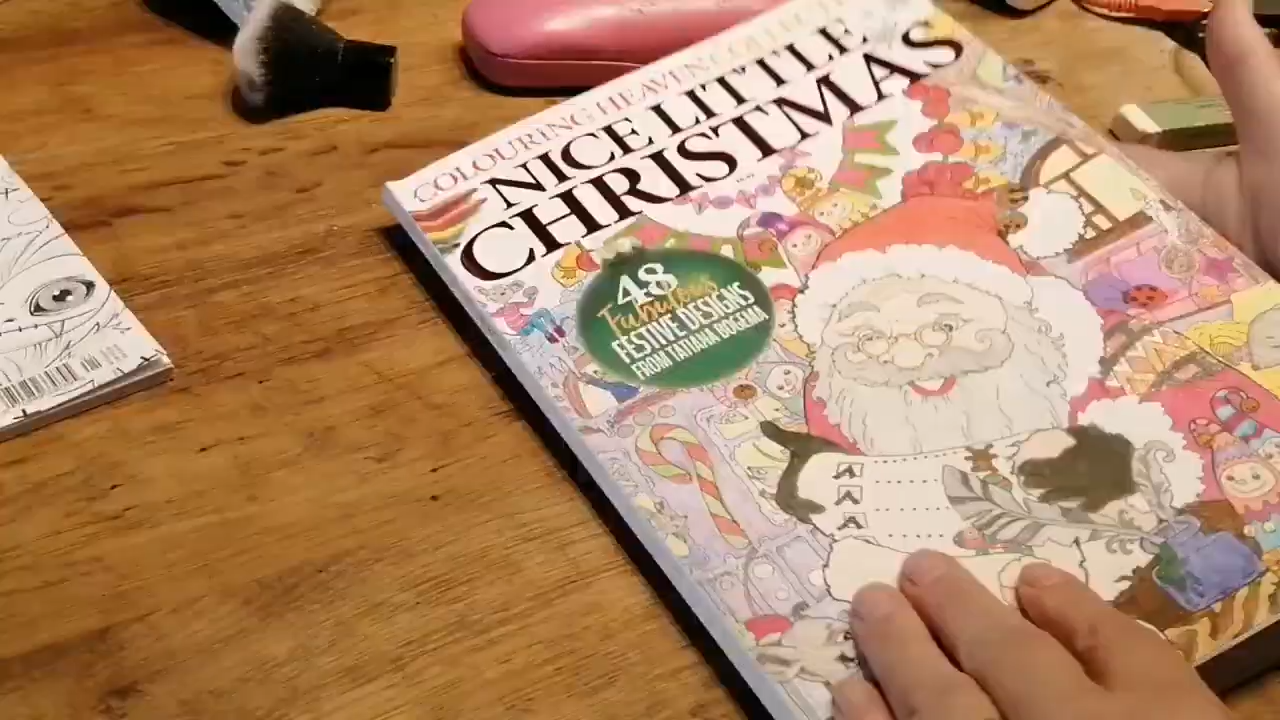 COLOURING HEAVEN COLLECTION
NICE LITTLE
CHRISTMAS
48
Fabulous
FESTIVE DESIGNS
FROM TATIANA BOGEMA